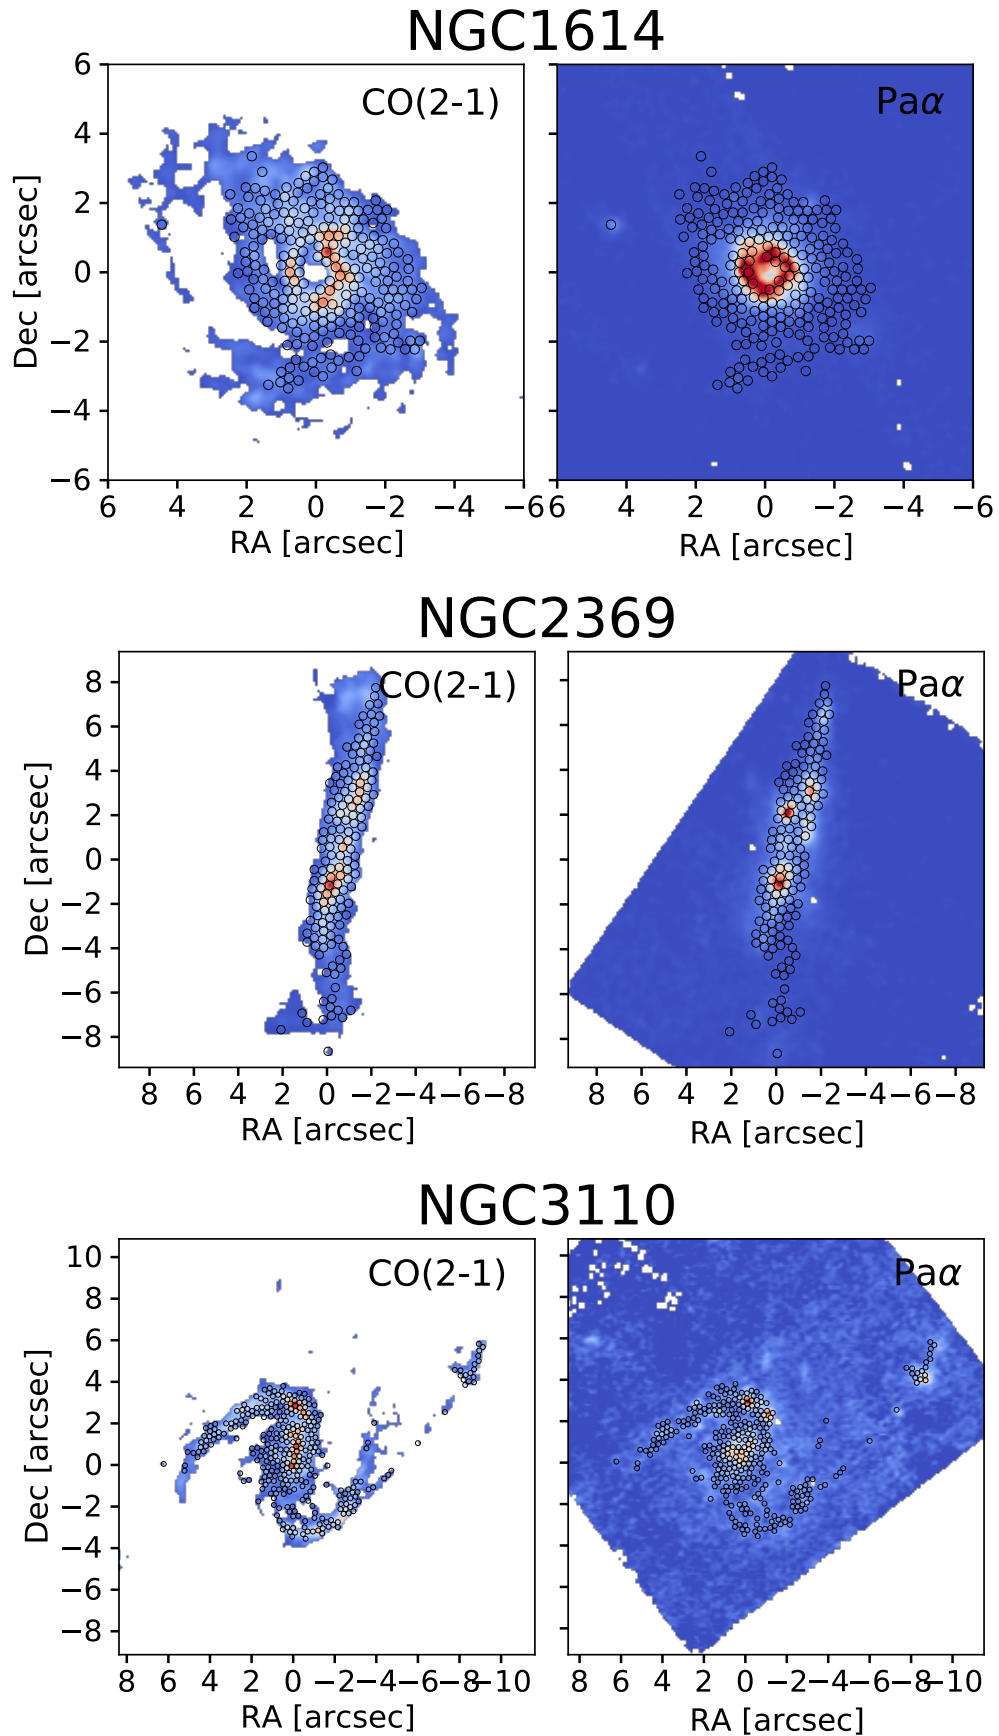 NGC1614
CO(2-1)
Paα
Dec [arcsec]
6
4
2
0
−2
−4
−6
6 4 2 0 −2 −4 −6
6 4 2 0 −2 −4 −6
RA [arcsec]
RA [arcsec]
NGC2369
CO(2-1)
Paα
Dec [arcsec]
8
6
4
2
0
−2
−4
−6
−8
8 6 4 2 0 −2 −4 −6 −8
8 6 4 2 0 −2 −4 −6 −8
RA [arcsec]
RA [arcsec]
NGC3110
CO(2-1)
Paα
Dec [arcsec]
10
8
6
4
2
0
−2
−4
−6
−8
8 6 4 2 0 −2 −4 −6 −8 −10
8 6 4 2 0 −2 −4 −6 −8 −10
RA [arcsec]
RA [arcsec]